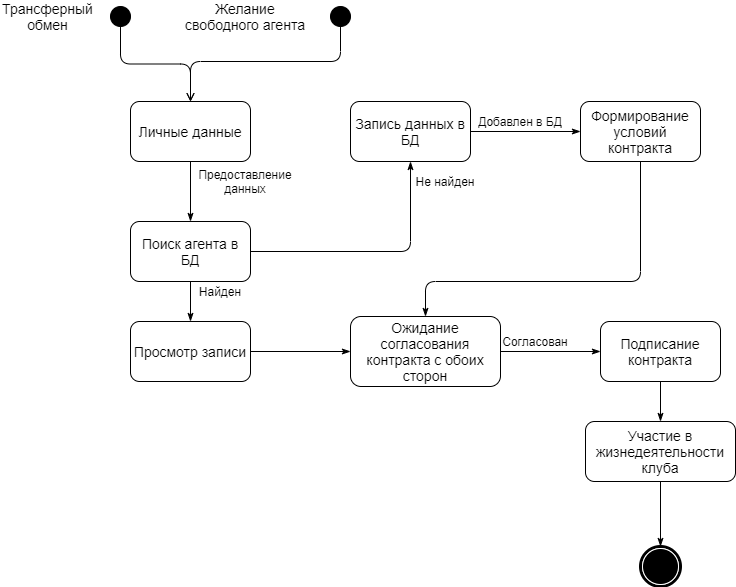 Трансферный
обмен
Желание
свободного агента
Личные данные
Запись данных в
БД
Добавлен в БД
Формирование
условий
контракта
Предоставление
данных
Не найден
Поиск агента в
БД
Найден
Просмотр записи
Ожидание
согласования
контракта с обоих
сторон
Согласован
Подписание
контракта
Участие в
жизнедеятельности
клуба